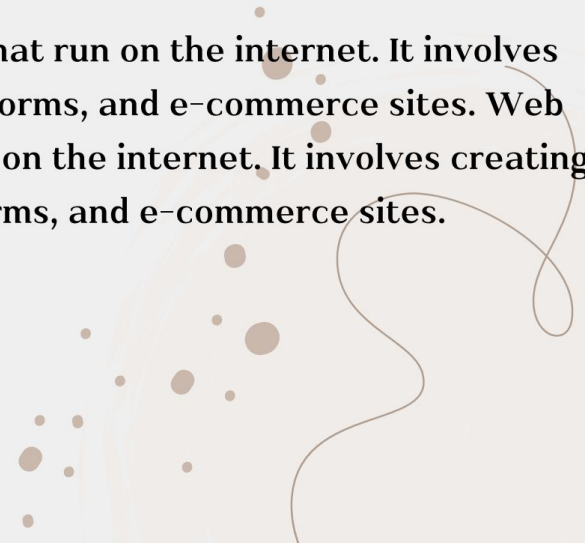 hat run on the internet. It involves
orms, and e-commerce sites. Web
on the internet. It involves creating
rms, and e-commerce sites.